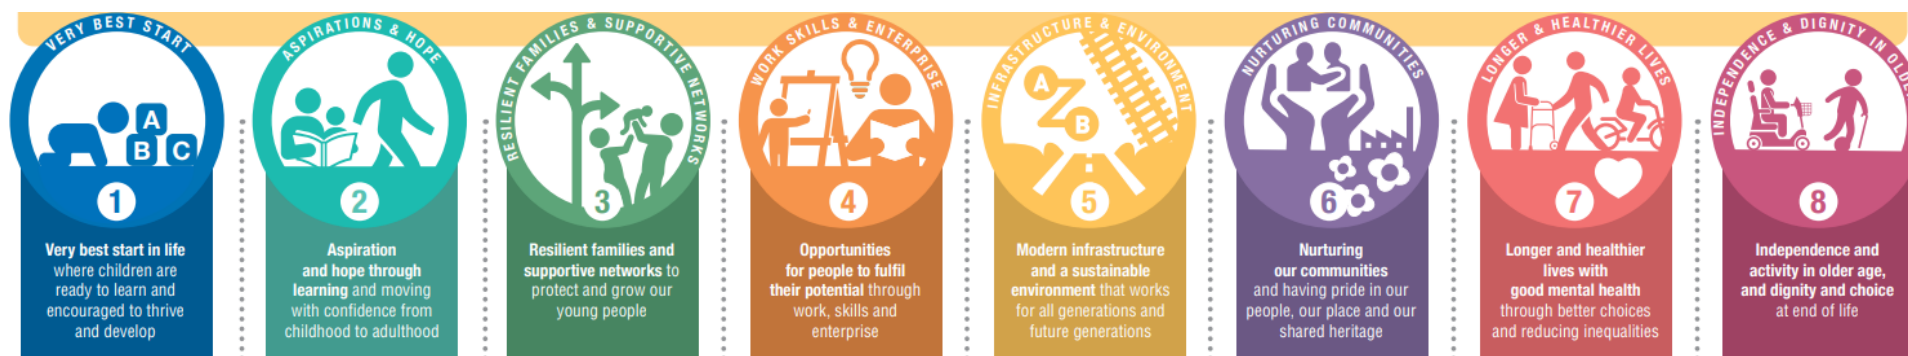 VERY BEST START
A
B C
1
Very best start in life
where children are
ready to learn and
encouraged to thrive
and develop
ASPIRATIONS & HOPE
2
Aspiration
and hope through
learning and moving
with confidence from
childhood to adulthood
RESILIENT FAMILIES & SUPPORTIVE NETWORKS
3
Resilient families and
supportive networks to
protect and grow our
young people
WORK SKILLS & ENTERPRISE
4
Opportunities
for people to fulfil
their potential through
work, skills and
enterprise
INFRASTRUCTURE & ENVIRONMENT
A
B
5
Modern infrastructure
and a sustainable
environment that works
for all generations and
future generations
NURTURING COMMUNITIES
6
Nurturing
our communities
and having pride in our
people, our place and our
shared heritage
LONGER & HEALTHIER LIVES
7
Longer and healthier
lives with
good mental health
through better choices
and reducing inequalities
INDEPENDENCE & DIGNITY IN OLDE
8
Independence and
activity in older age,
and dignity and choice
at end of life